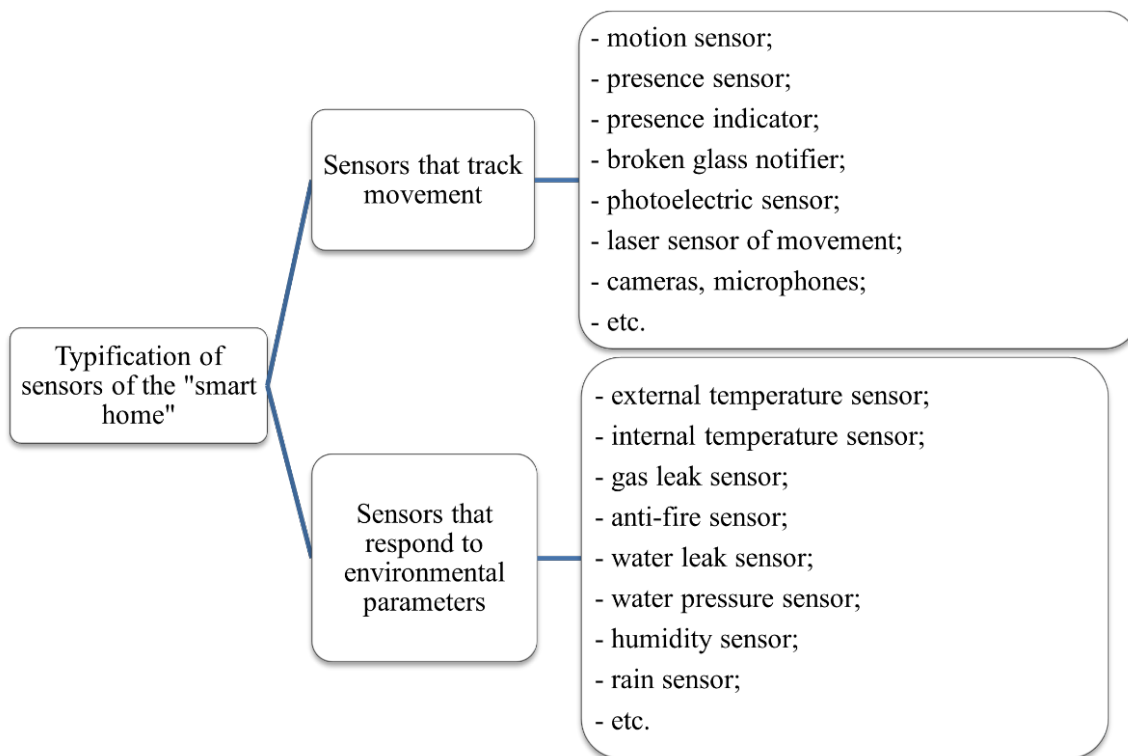 Typification of
sensors of the "smart
home"
Sensors that track
movement
- motion sensor;
- presence sensor;
- presence indicator;
- broken glass notifier;
- photoelectric sensor;
- laser sensor of movement;
- cameras, microphones;
- etc.
Sensors that
respond to
environmental
parameters
- external temperature sensor;
- internal temperature sensor;
- gas leak sensor;
- anti-fire sensor;
- water leak sensor;
- water pressure sensor;
- humidity sensor;
- rain sensor;
- etc.